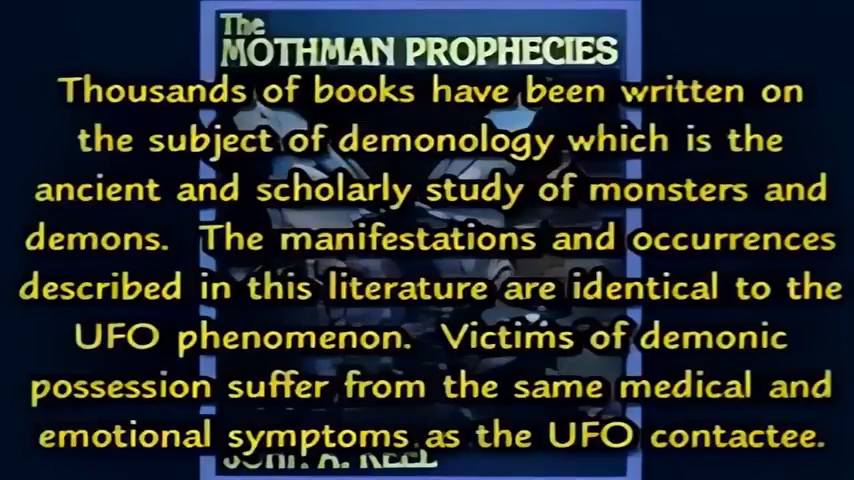 The
MOTHMAN PROPHECIES
Thousands of books have been written on
the subject of demonology which is the
ancient and scholarly study of monsters and
demons. The manifestations and occurrences
described in this literature are identical to the
UFO phenomenon. Victims of demonic
possession suffer from the same medical and
emotional symptoms as the UFO contactee.
JOHN A. KEEL